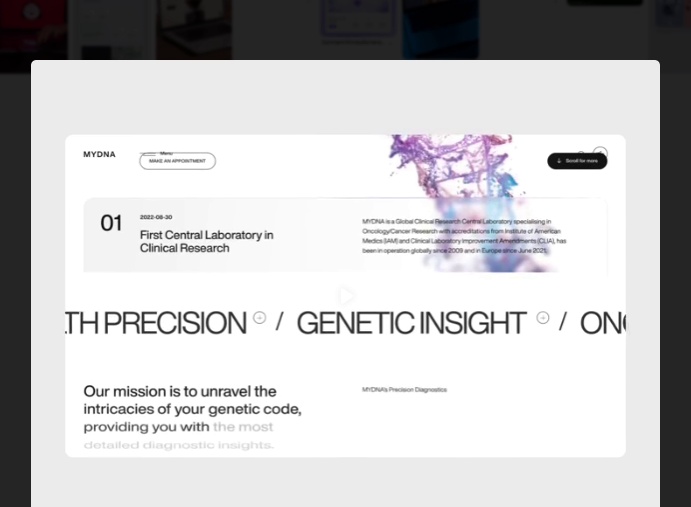 MYDNA
Menu
MAKE AN APPOINTMENT
Scroll for more
01
2022-08-30
First Central Laboratory in
Clinical Research
MYDNA is a Global Clinical Research Central Laboratory specialising in
Oncology/Cancer Research with accreditations from Institute of American
Medics (IAM) and Clinical Laboratory Improvement Amendments (CLIA), has
been in operation globally since 2009 and in Europe since June 2021.
TH PRECISION / GENETIC INSIGHT / ONC
Our mission is to unravel the
intricacies of your genetic code,
providing you with the most
detailed diagnostic insights.
MYDNA's Precision Diagnostics